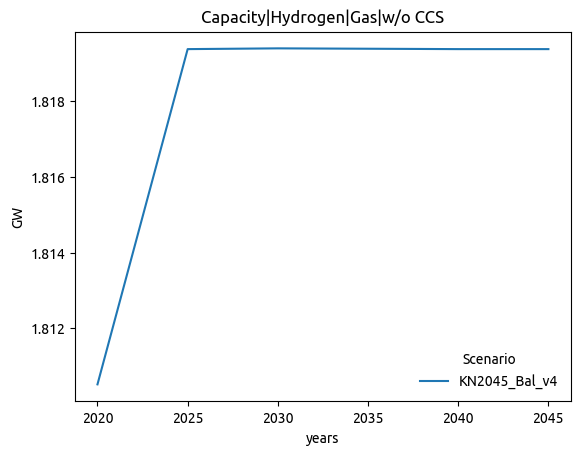 Capacity|Hydrogen|Gas|w/o CCS
1.818
1.816
1.814
1.812
GW
Scenario
KN2045_Bal_v4
2020 2025 2030 2035 2040 2045
years